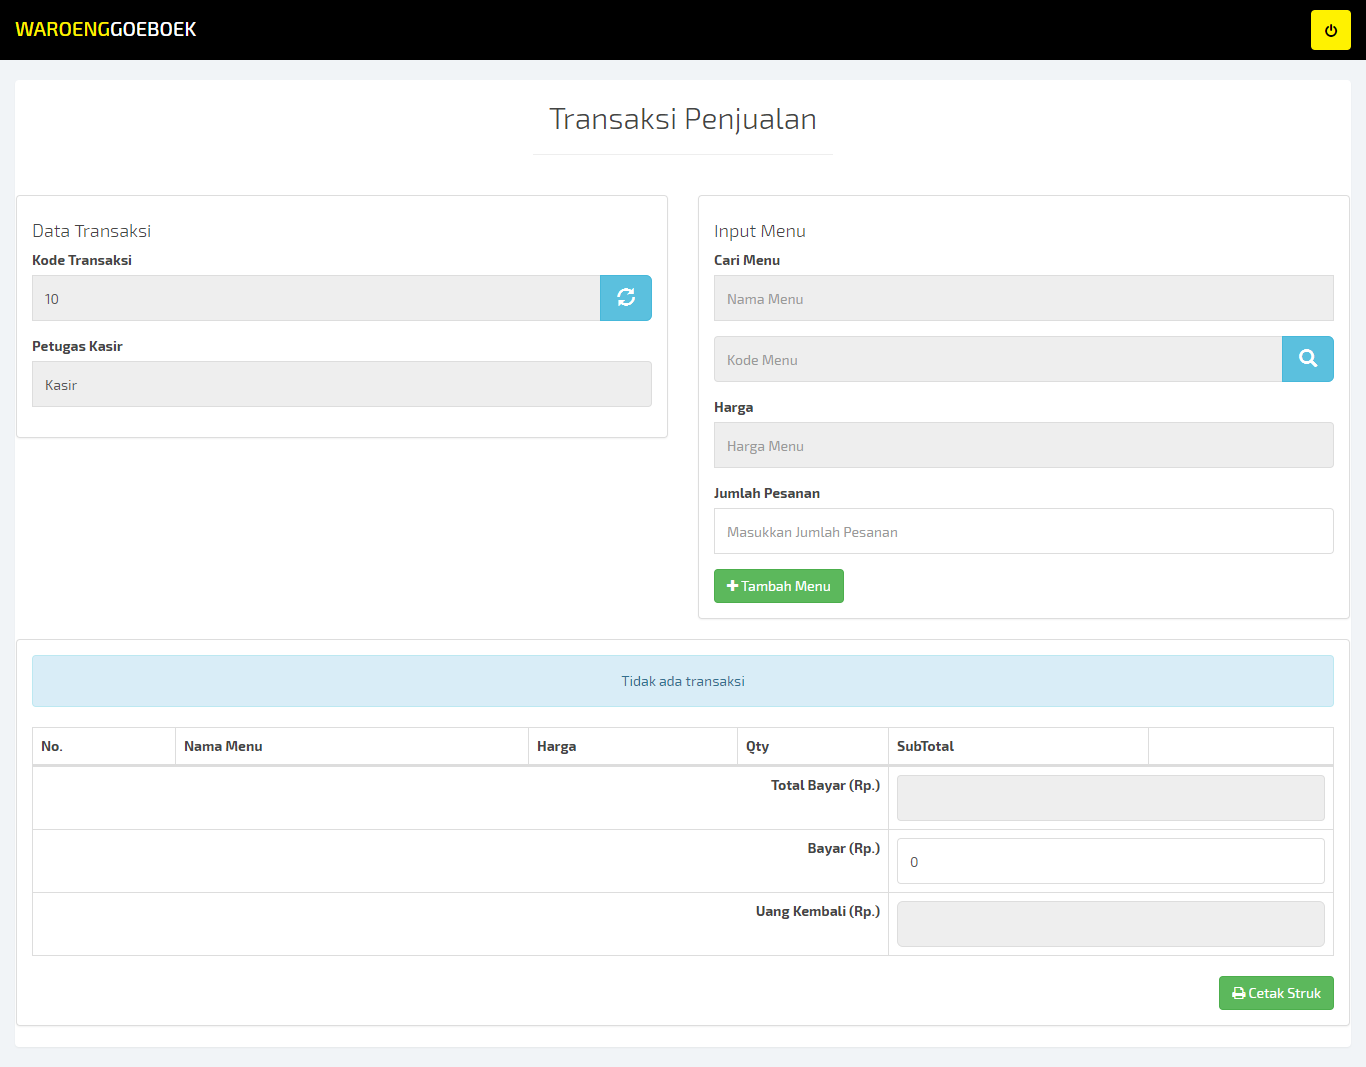 WAROENGGOEBOEK
Transaksi Penjualan
Data Transaksi
Kode Transaksi
10
Petugas Kasir
Kasir
Input Menu
Cari Menu
Nama Menu
Kode Menu
Harga
Harga Menu
Jumlah Pesanan
Masukkan Jumlah Pesanan
Tambah Menu
Tidak ada transaksi
No. Nama Menu Harga Qty SubTotal
Total Bayar (Rp.)
Bayar (Rp.) 0
Uang Kembali (Rp.)
Cetak Struk